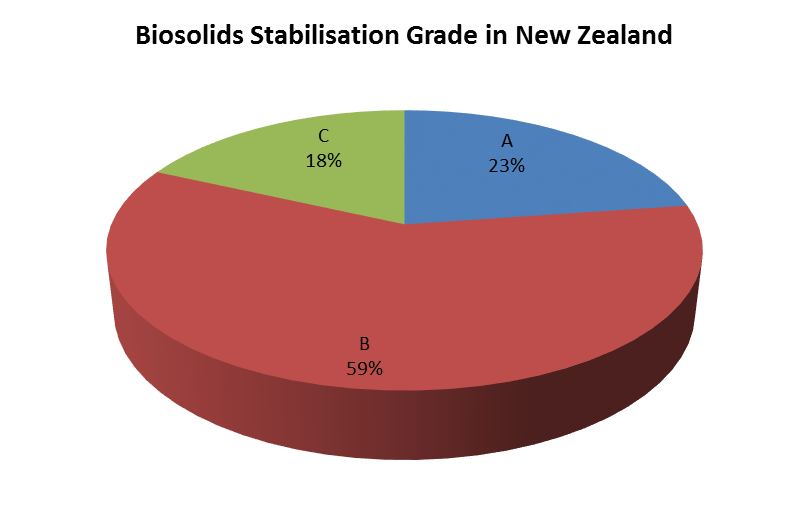 Biosolids Stabilisation Grade in New Zealand
C
18%
A
23%
B
59%